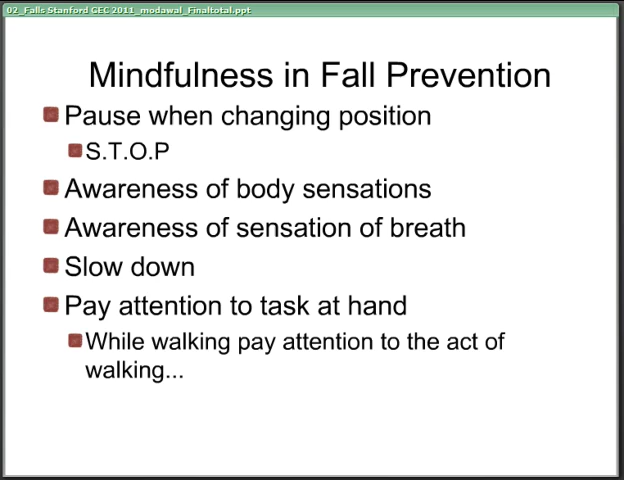 02_Falls Stanford GEC 2011_modawal_Finaltotal.ppt
Mindfulness in Fall Prevention
Pause when changing position
S.T.O.P
Awareness of body sensations
Awareness of sensation of breath
Slow down
Pay attention to task at hand
While walking pay attention to the act of
walking...